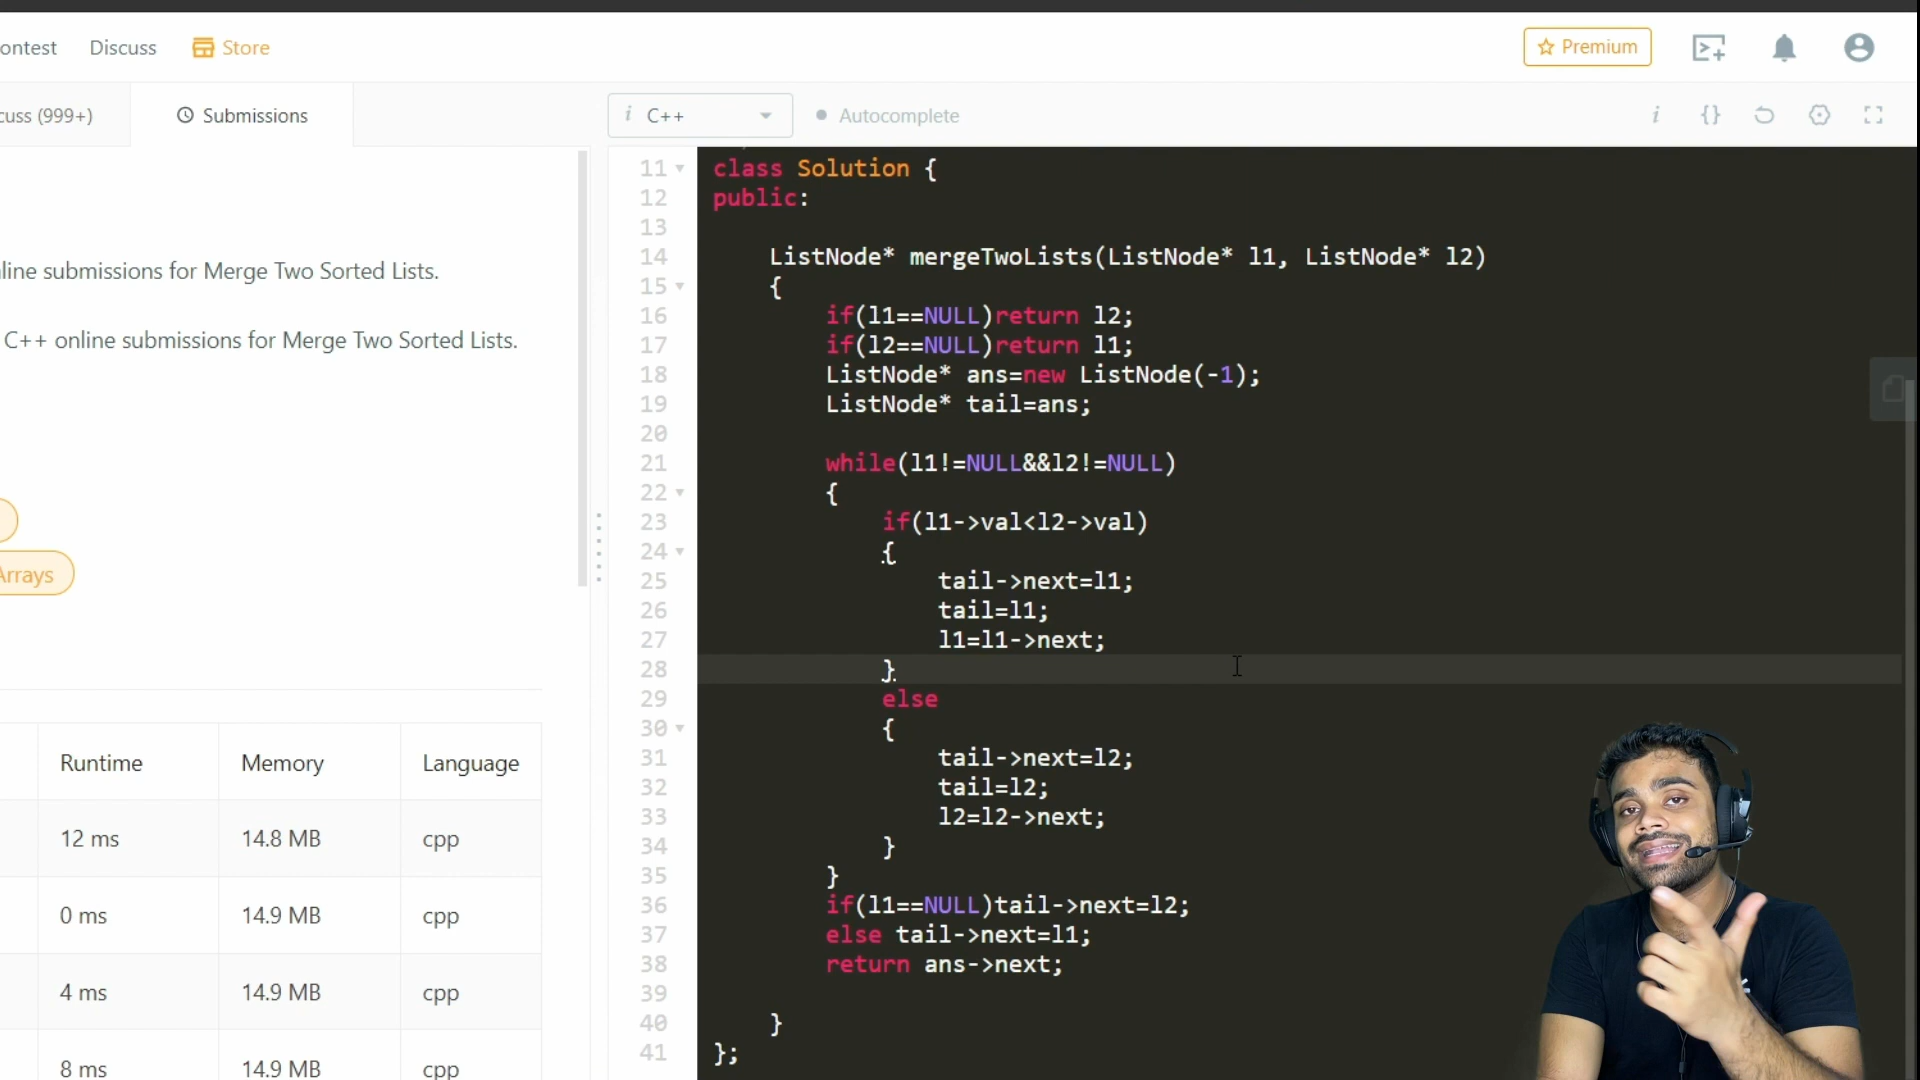 ontest Discuss Store Premium
cuss (999+) Submissions
i C++ Autocomplete i {}
line submissions for Merge Two Sorted Lists.
C++ online submissions for Merge Two Sorted Lists.
Arrays
Runtime Memory Language
12 ms 14.8 MB cpp
0 ms 14.9 MB cpp
4 ms 14.9 MB cpp
8 ms 14.9 MB cpp
11 class Solution {
12 public:
13
14 ListNode* mergeTwoLists(ListNode* l1, ListNode* l2)
15 {
16 if(l1==NULL)return l2;
17 if(l2==NULL)return l1;
18 ListNode* ans=new ListNode(-1);
19 ListNode* tail=ans;
20
21 while(l1!=NULL&&l2!=NULL)
22 {
23 if(l1->val<l2->val)
24 {
25 tail->next=l1;
26 tail=l1;
27 l1=l1->next;
28 }
29 else
30 {
31 tail->next=l2;
32 tail=l2;
33 l2=l2->next;
34 }
35 }
36 if(l1==NULL)tail->next=l2;
37 else tail->next=l1;
38 return ans->next;
39
40 }
41 };